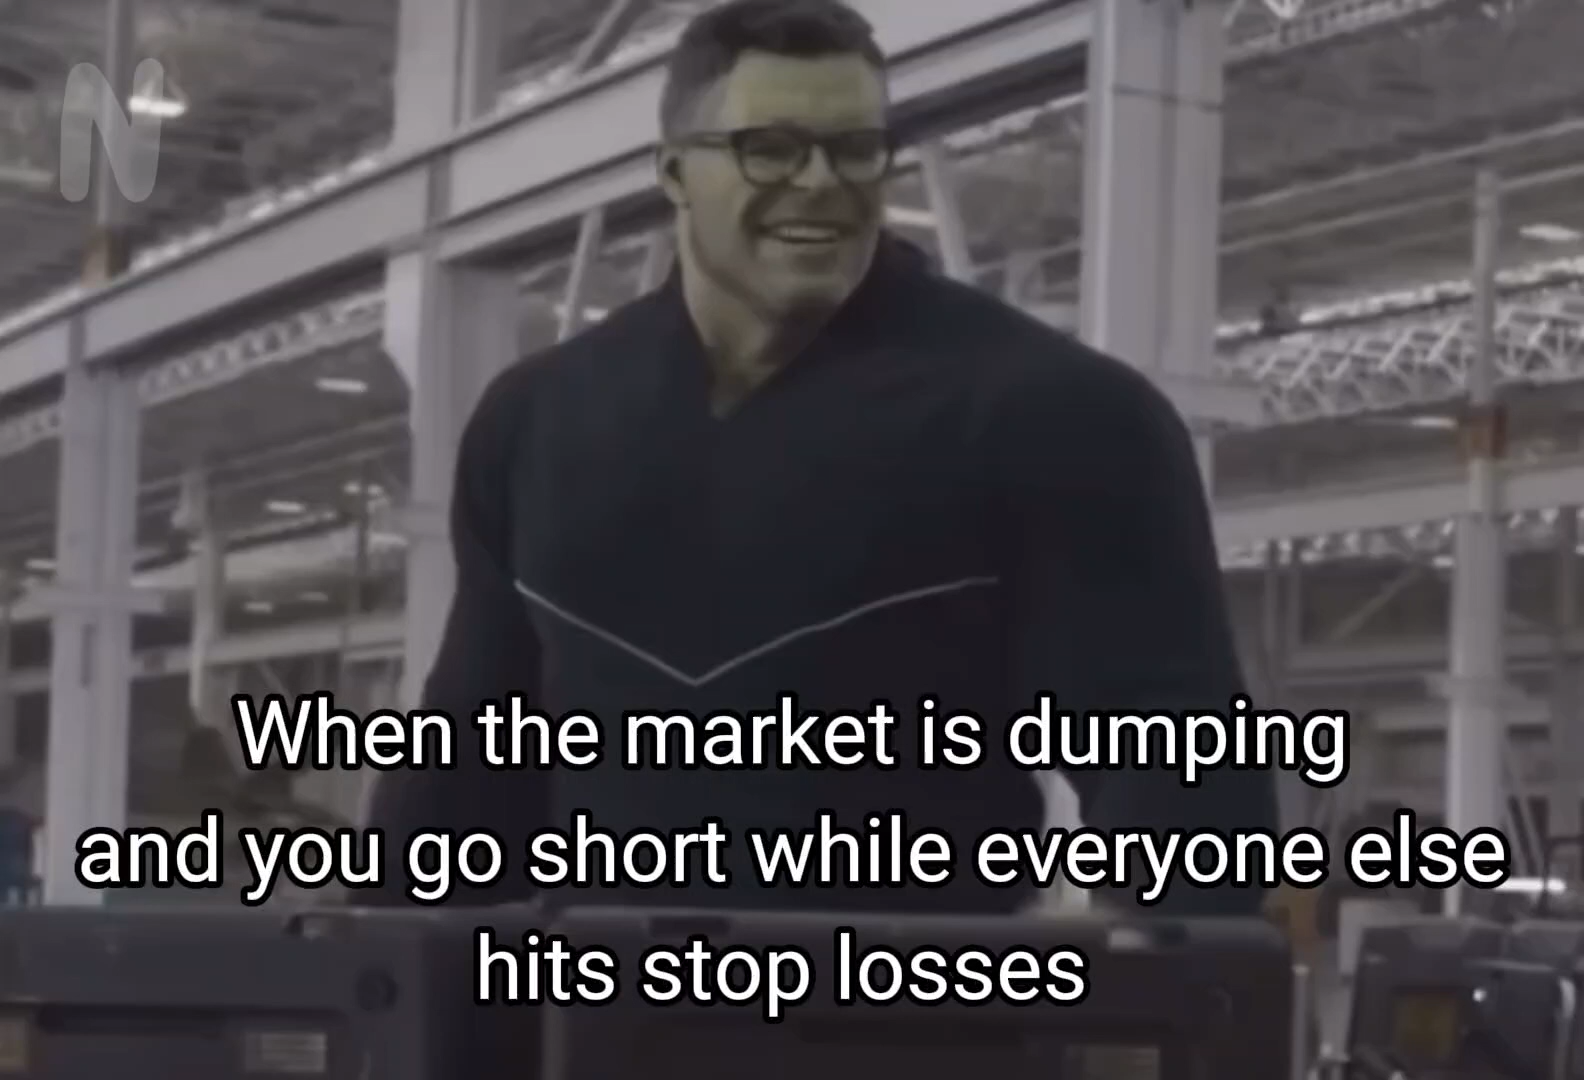 N
When the market is dumping
and you go short while everyone else
hits stop losses